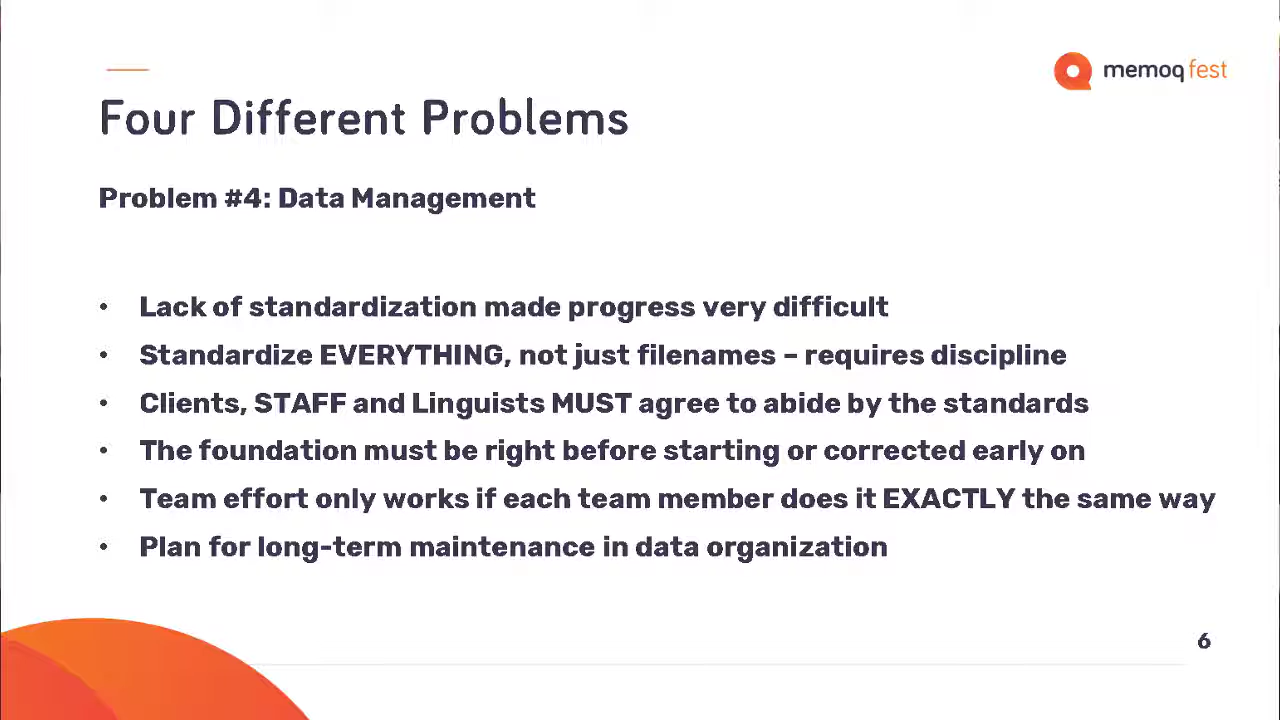 memoq fest
Four Different Problems
Problem #4: Data Management
• Lack of standardization made progress very difficult
• Standardize EVERYTHING, not just filenames – requires discipline
• Clients, STAFF and Linguists MUST agree to abide by the standards
• The foundation must be right before starting or corrected early on
• Team effort only works if each team member does it EXACTLY the same way
• Plan for long-term maintenance in data organization
6